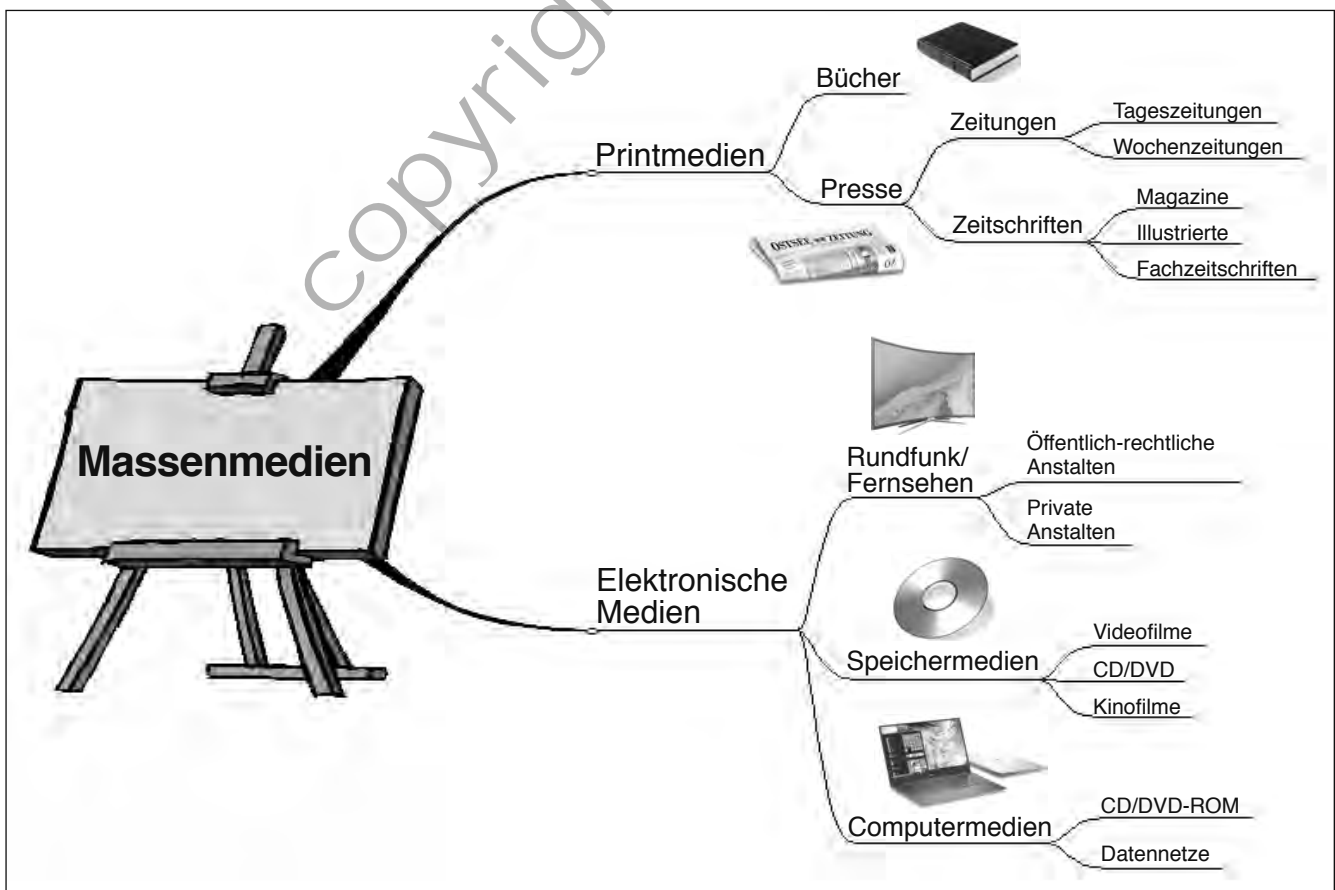 copyrig
Bücher
Zeitungen
Tageszeitungen
Wochenzeitungen
Printmedien
Presse
Zeitschriften
Magazine
Illustrierte
Fachzeitschriften
OSTSEE
ZEITUNG
Massenmedien
Rundfunk/
Fernsehen
Öffentlich-rechtliche
Anstalten
Private
Anstalten
Elektronische
Medien
Speichermedien
Videofilme
CD/DVD
Kinofilme
Computermedien
CD/DVD-ROM
Datennetze